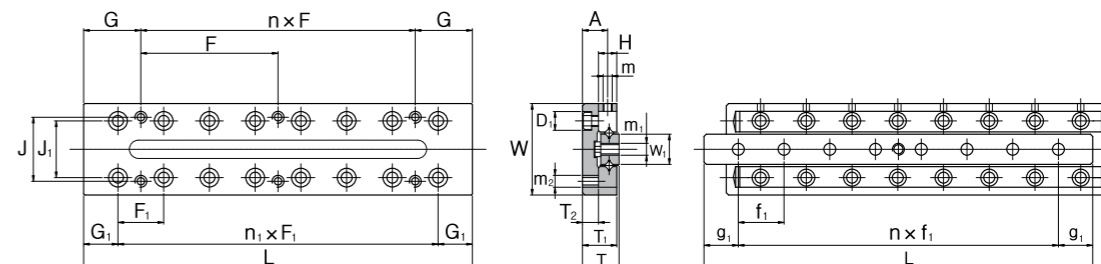 G
n×F
G
F
J
J₁
F₁
G₁
n₁×F₁
G₁
L
A
H
m
D₁
W
m₁
w₁
m₂
T₂
T₁
T
f₁
g₁
n×f₁
g₁
L